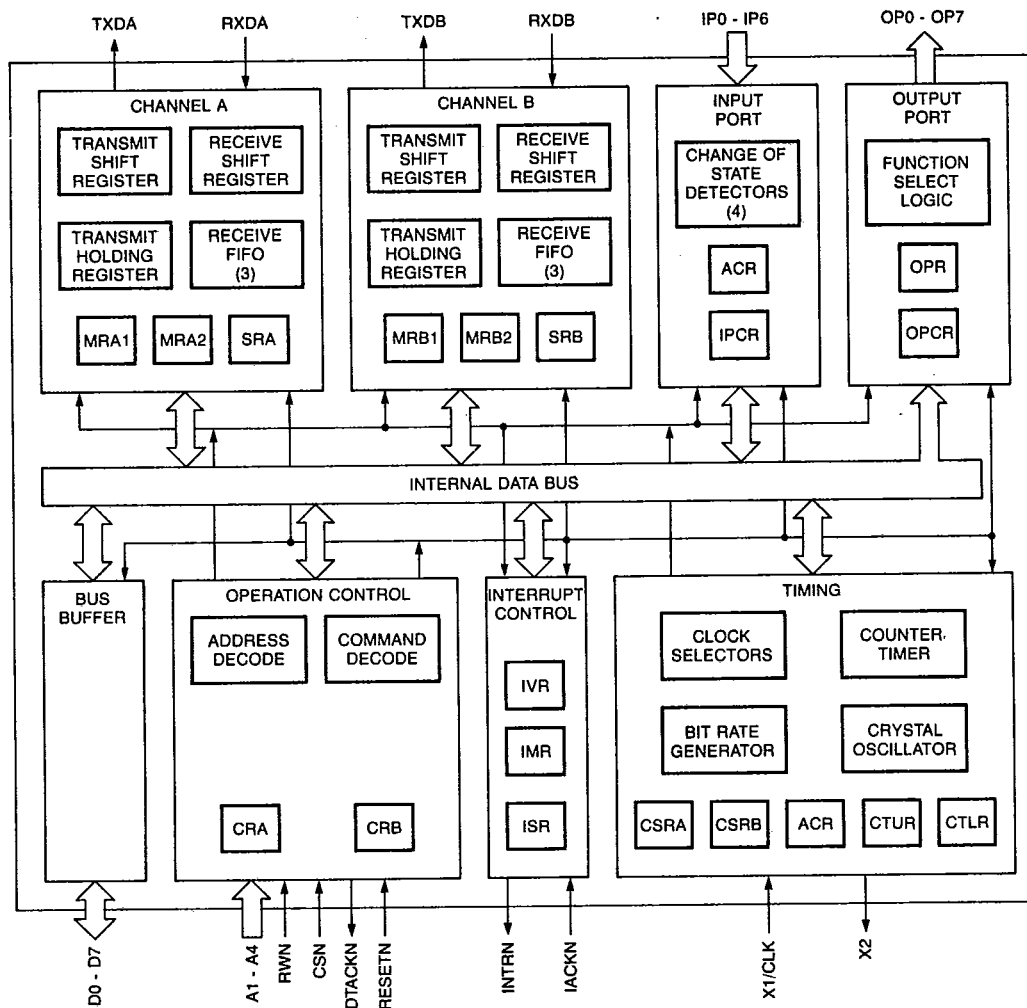 TXDA
RXDA
TXDB
RXDB
IP0 - IP6
OP0 - OP7
CHANNEL A
TRANSMIT
SHIFT
REGISTER
RECEIVE
SHIFT
REGISTER
TRANSMIT
HOLDING
REGISTER
RECEIVE
FIFO
(3)
MRA1
MRA2
SRA
CHANNEL B
TRANSMIT
SHIFT
REGISTER
RECEIVE
SHIFT
REGISTER
TRANSMIT
HOLDING
REGISTER
RECEIVE
FIFO
(3)
MRB1
MRB2
SRB
INPUT
PORT
CHANGE OF
STATE
DETECTORS
(4)
ACR
IPCR
OUTPUT
PORT
FUNCTION
SELECT
LOGIC
OPR
OPCR
INTERNAL DATA BUS
BUS
BUFFER
OPERATION CONTROL
ADDRESS
DECODE
COMMAND
DECODE
CRA
CRB
INTERRUPT
CONTROL
IVR
IMR
ISR
TIMING
CLOCK
SELECTORS
COUNTER
TIMER
BIT RATE
GENERATOR
CRYSTAL
OSCILLATOR
CSRA
CSRB
ACR
CTUR
CTLR
D0 - D7
A1 - A4
RWN
CSN
DTACKN
RESETN
INTRN
IACKN
X1/CLK
X2